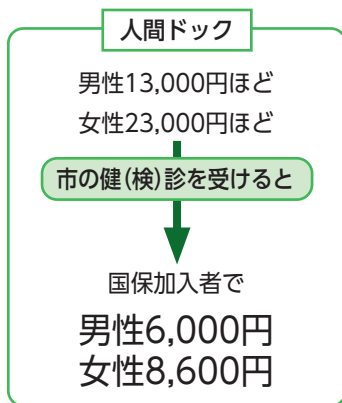 人間ドック
男性13,000円ほど
女性23,000円ほど
市の健(検)診を受けると
国保加入者で
男性6,000円
女性8,600円